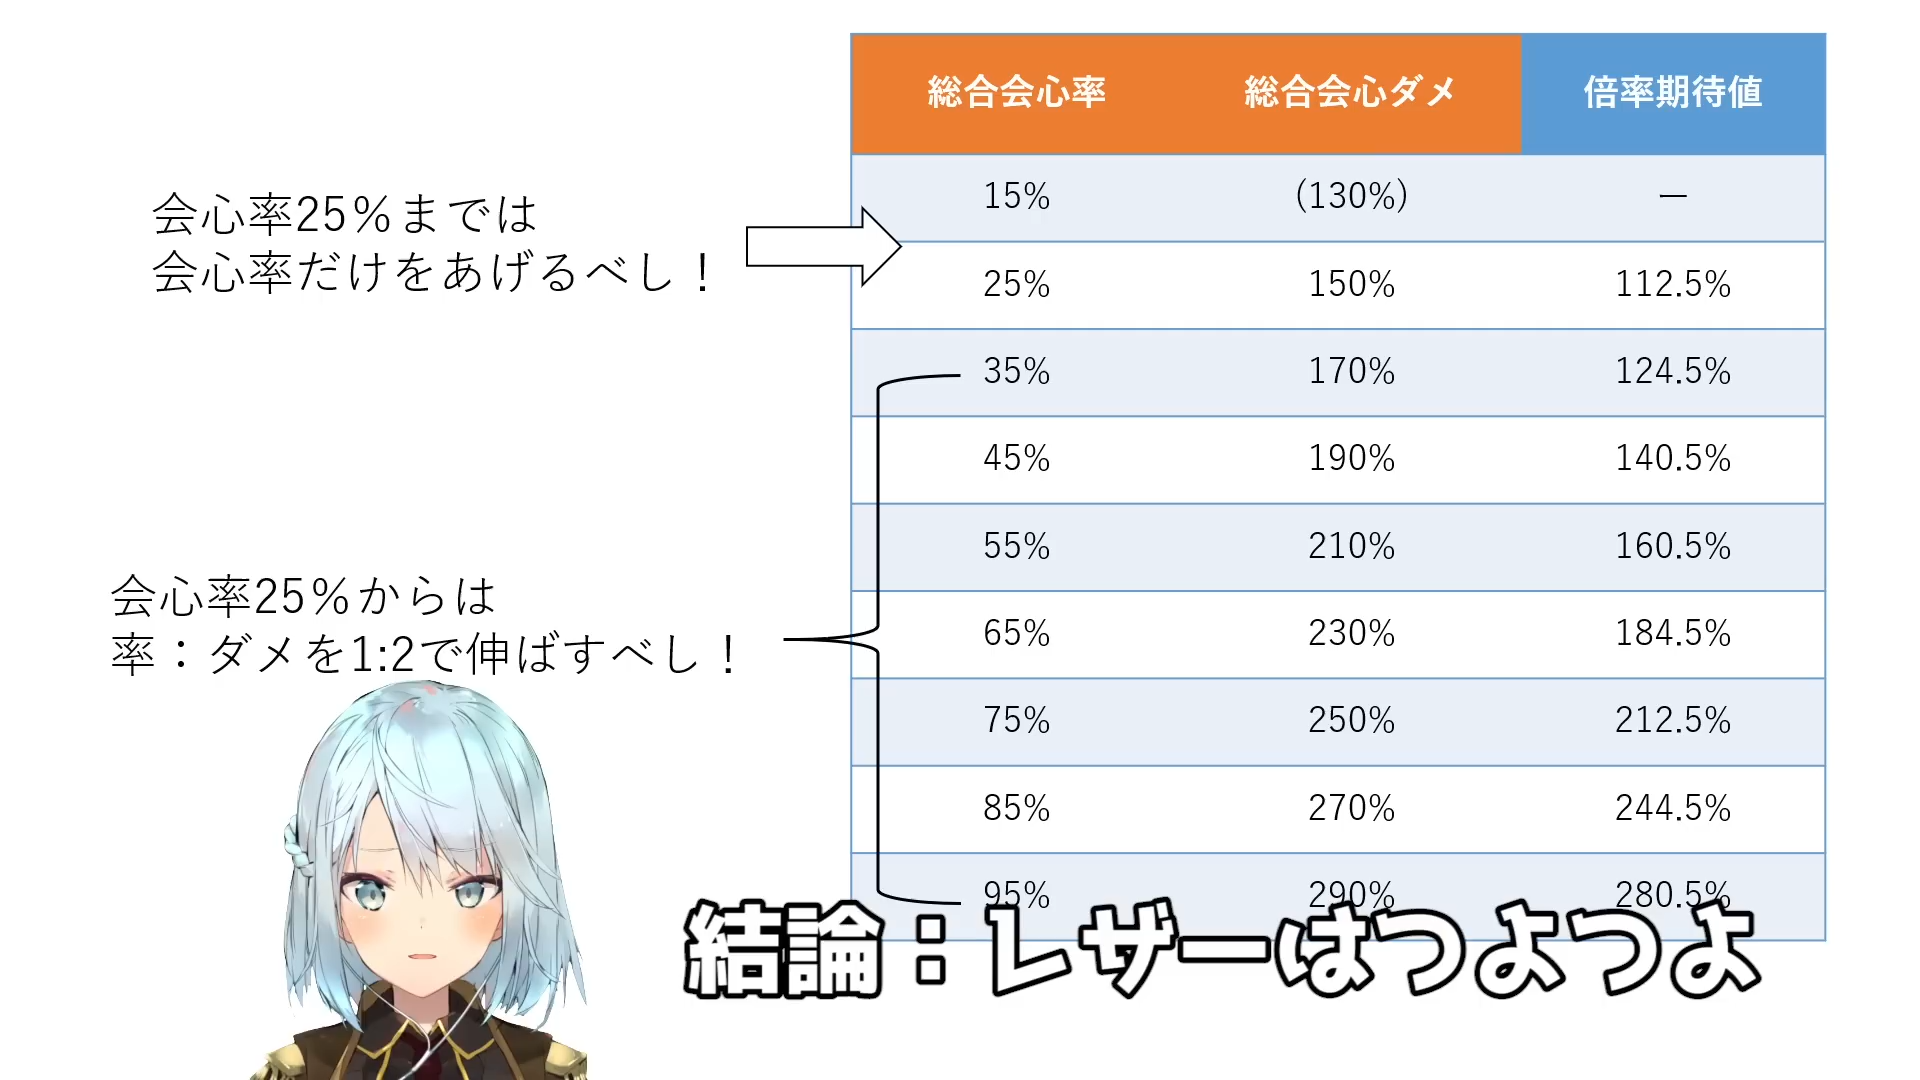 総合会心率 総合会心ダメ 倍率期待値
15% (130%) ー
会心率25％までは
会心率だけをあげるべし！
25% 150% 112.5%
35% 170% 124.5%
45% 190% 140.5%
55% 210% 160.5%
会心率25％からは
率：ダメを1:2で伸ばすべし！
65% 230% 184.5%
75% 250% 212.5%
85% 270% 244.5%
95% 290% 280.5%
結論：レザーはつよつよ